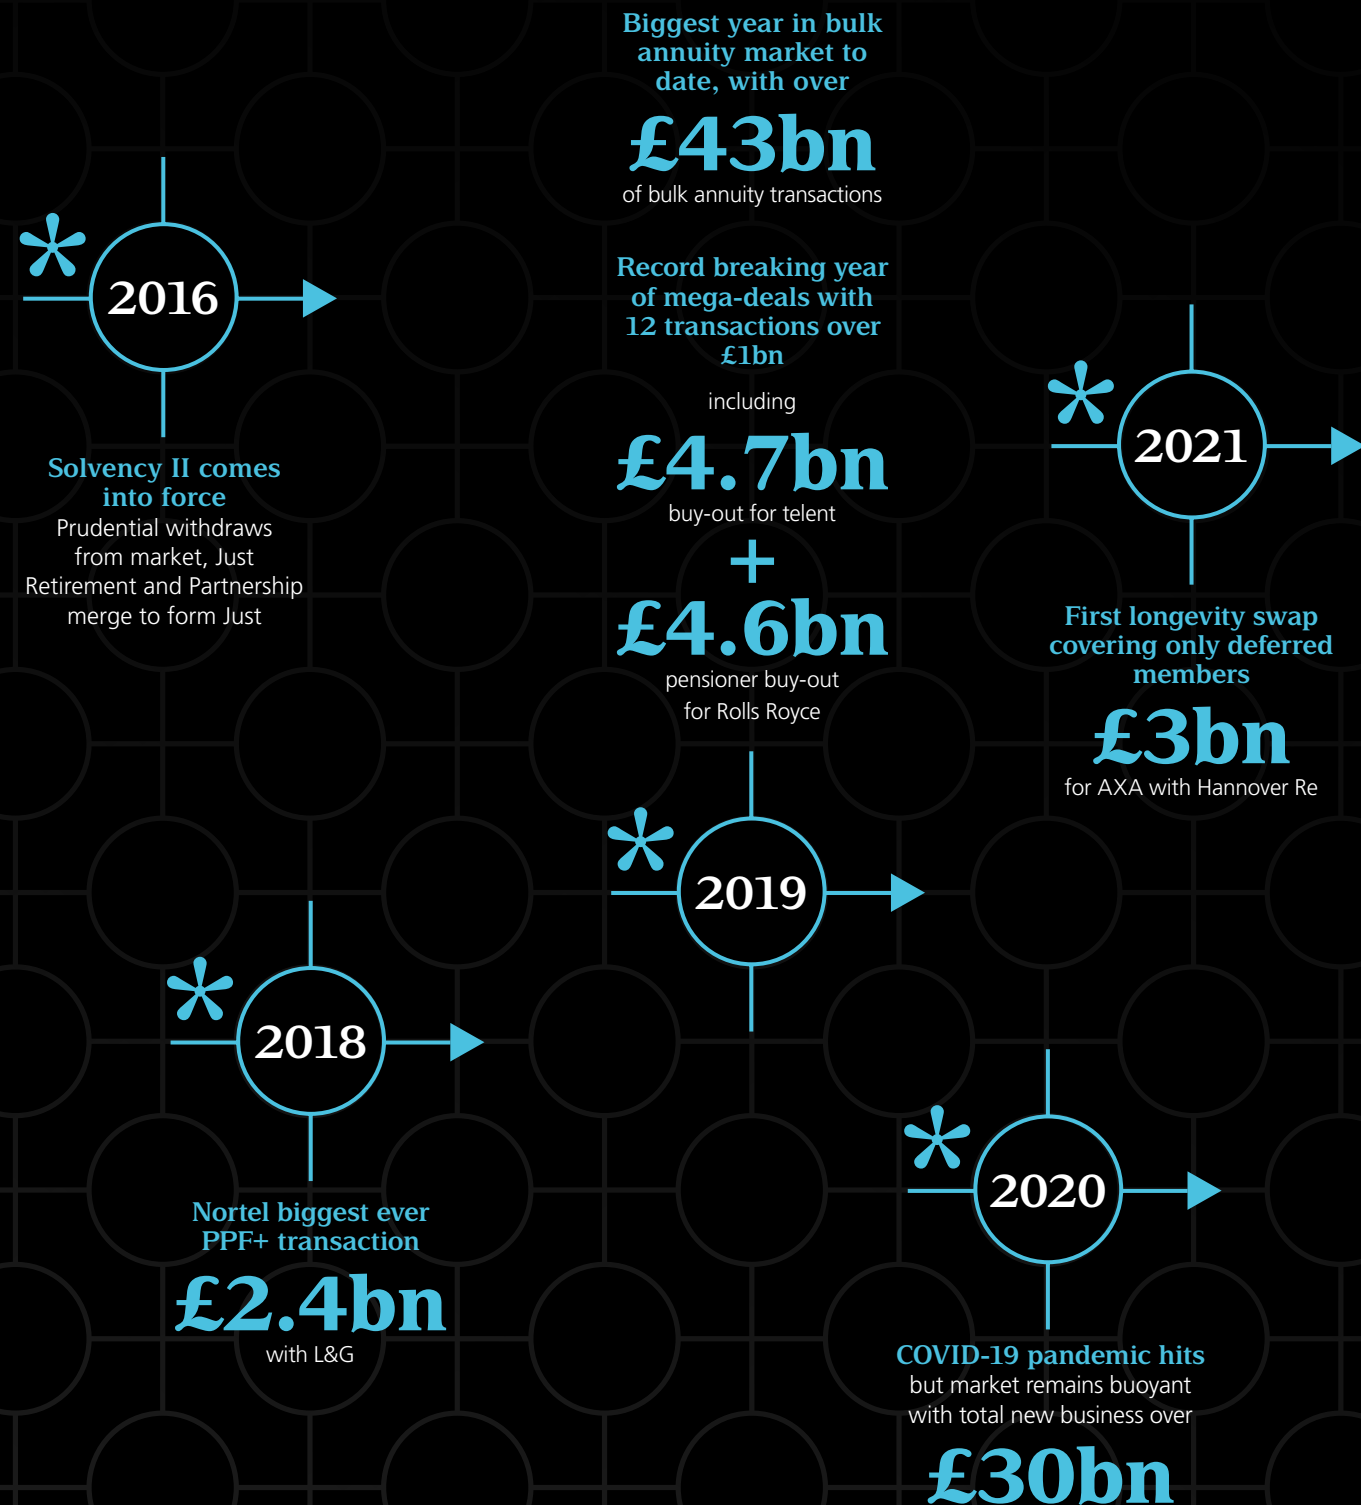 2016
Solvency II comes
into force
Prudential withdraws
from market, Just
Retirement and Partnership
merge to form Just
2018
Nortel biggest ever
PPF+ transaction
£2.4bn
with L&G
Biggest year in bulk
annuity market to
date, with over
£43bn
of bulk annuity transactions
Record breaking year
of mega-deals with
12 transactions over
£1bn
including
£4.7bn
buy-out for telent
+
£4.6bn
pensioner buy-out
for Rolls Royce
2019
2020
COVID-19 pandemic hits
but market remains buoyant
with total new business over
£30bn
2021
First longevity swap
covering only deferred
members
£3bn
for AXA with Hannover Re